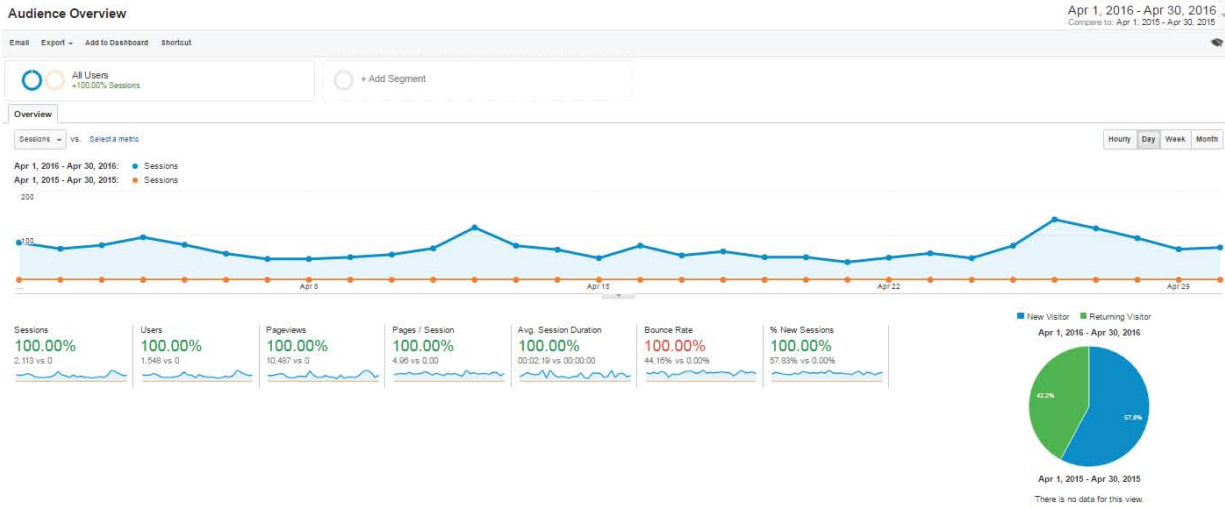 Audience Overview
Apr 1, 2016 - Apr 30, 2016
Compare to: Apr 1, 2015 - Apr 30, 2015
Email Export Add to Dashboard Shortcut
All Users
+100.00% Sessions
+ Add Segment
Overview
Sessions vs. Select a metric
Hourly Day Week Month
Apr 1, 2016 - Apr 30, 2016: Sessions
Apr 1, 2015 - Apr 30, 2015: Sessions
200
100
... Apr 8 Apr 15 Apr 22 Apr 29
Sessions
100.00%
2,113 vs 0
Users
100.00%
1,548 vs 0
Pageviews
100.00%
10,487 vs 0
Pages / Session
100.00%
4.96 vs 0.00
Avg. Session Duration
100.00%
00:02:19 vs 00:00:00
Bounce Rate
100.00%
44.16% vs 0.00%
% New Sessions
100.00%
57.83% vs 0.00%
New Visitor Returning Visitor
Apr 1, 2016 - Apr 30, 2016
42.2%
57.8%
Apr 1, 2015 - Apr 30, 2015
There is no data for this view.